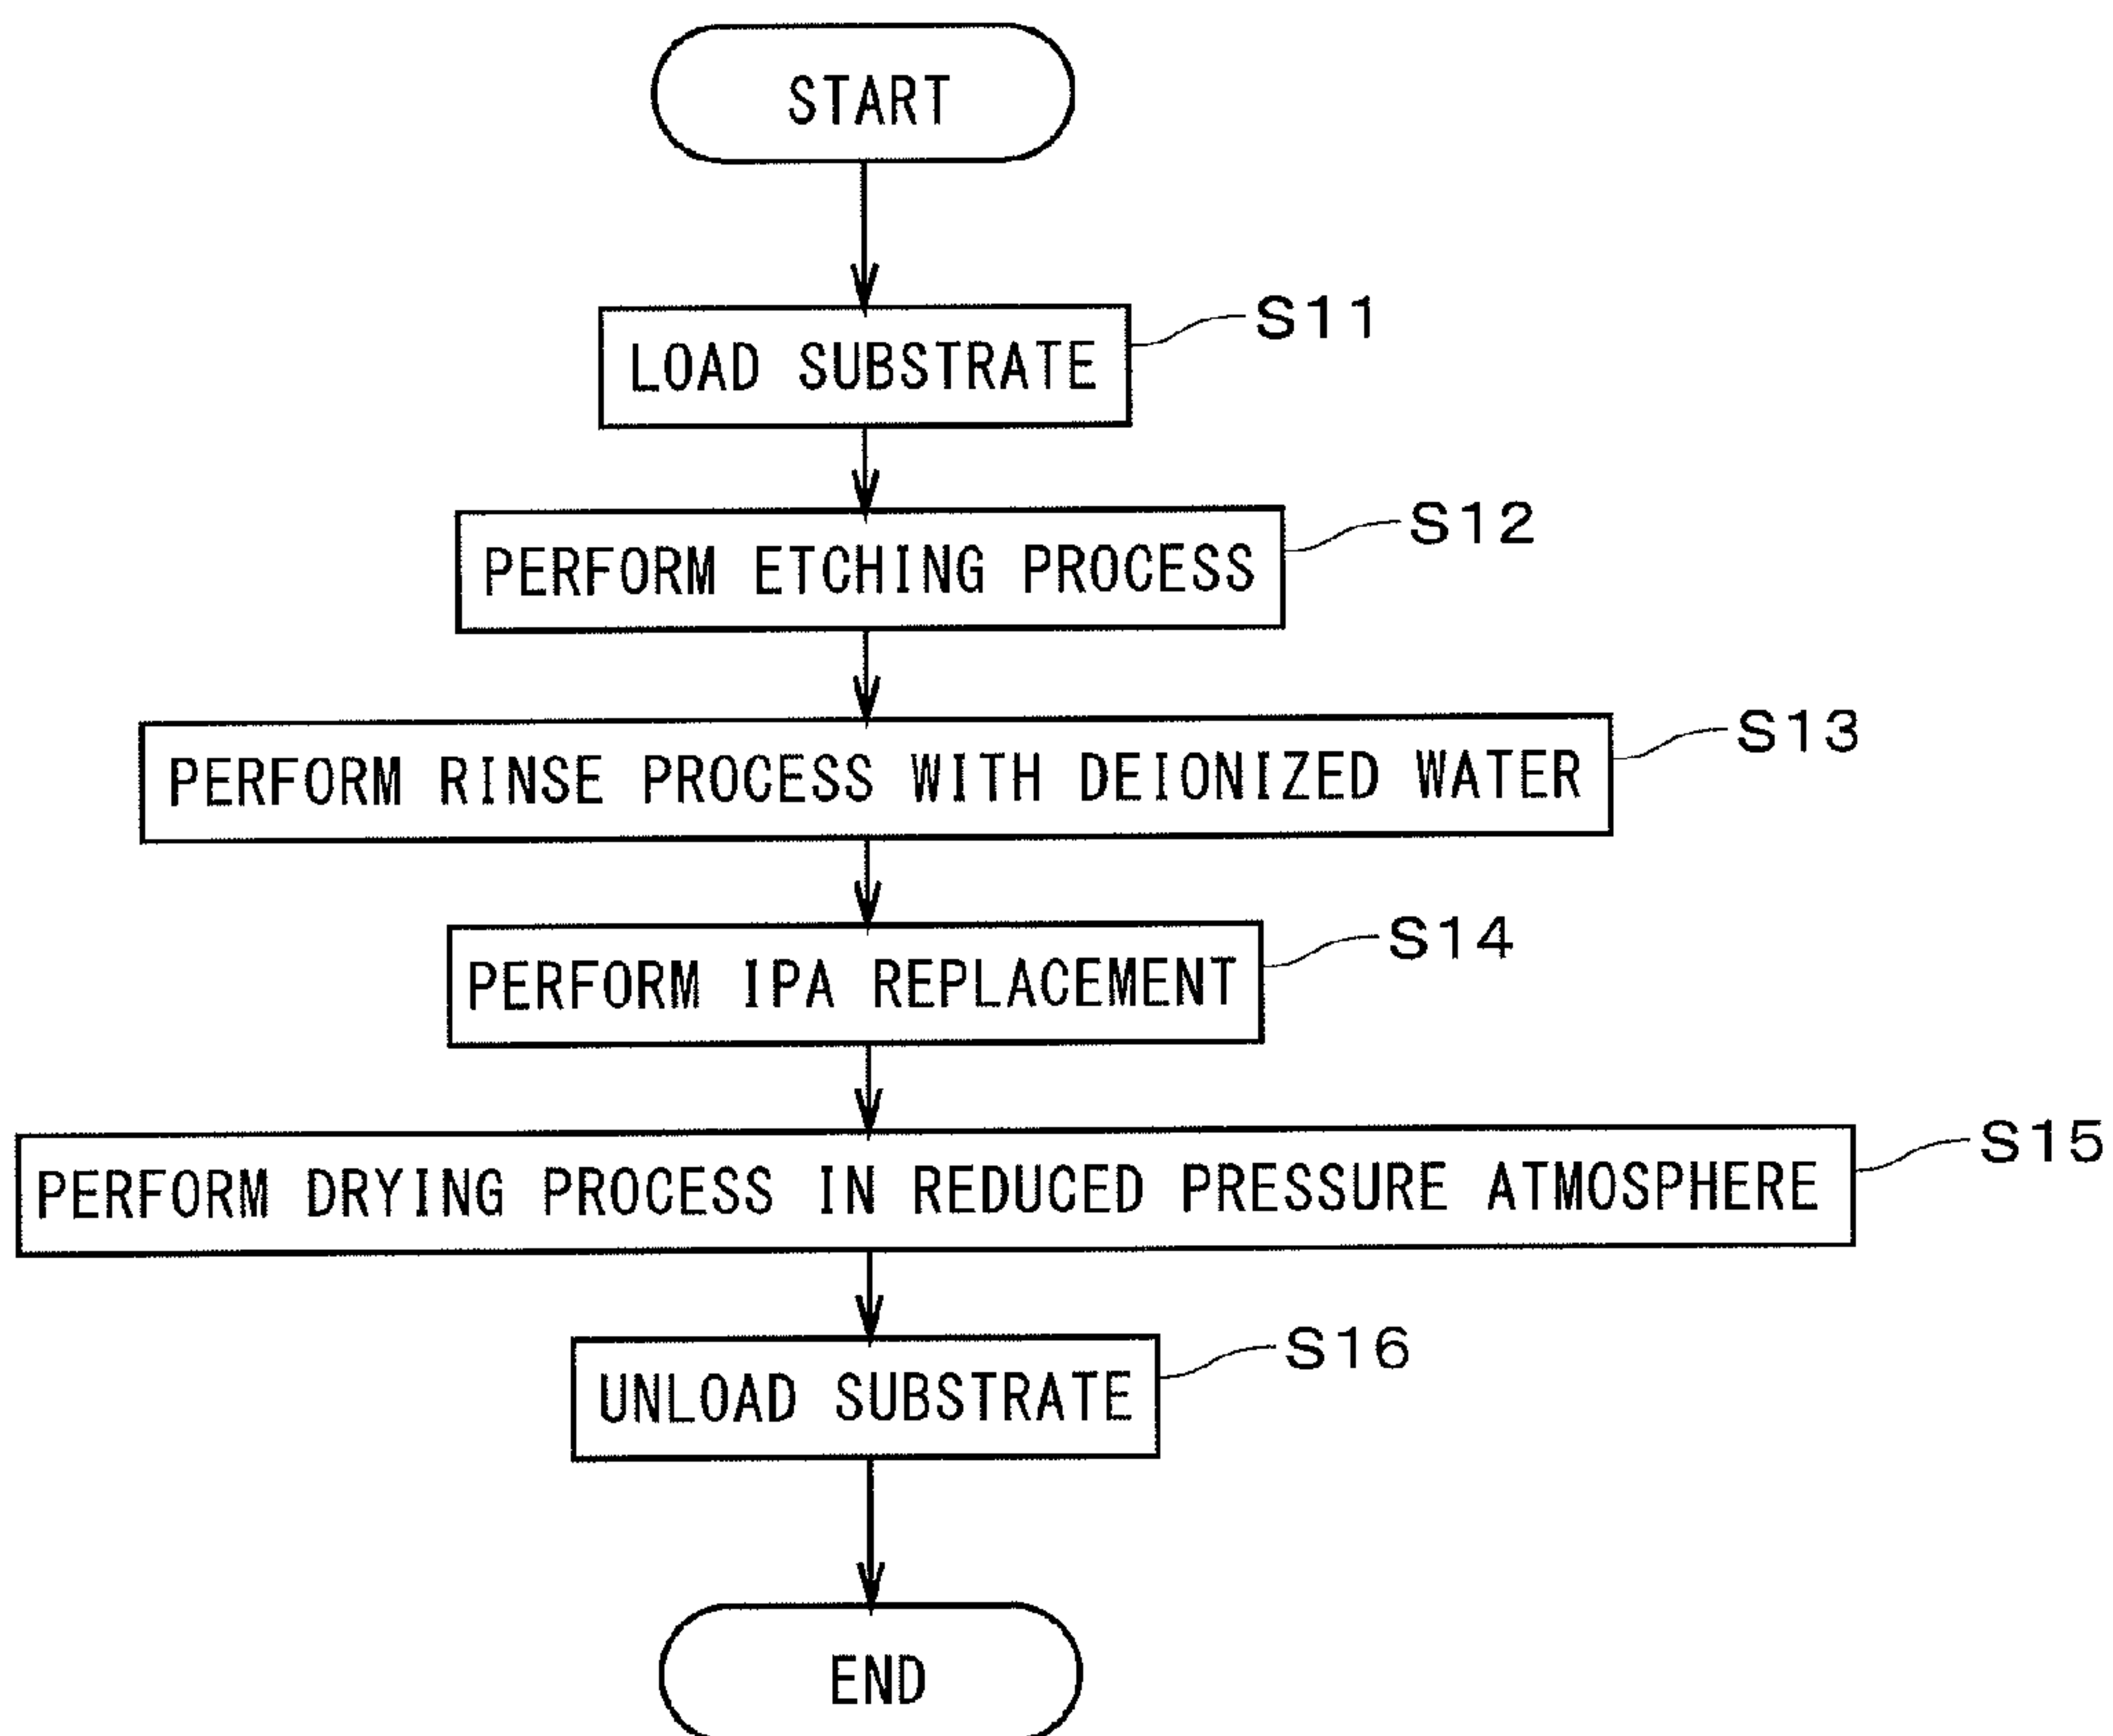 START
LOAD SUBSTRATE
S11
PERFORM ETCHING PROCESS
S12
PERFORM RINSE PROCESS WITH DEIONIZED WATER
S13
PERFORM IPA REPLACEMENT
S14
PERFORM DRYING PROCESS IN REDUCED PRESSURE ATMOSPHERE
S15
UNLOAD SUBSTRATE
S16
END